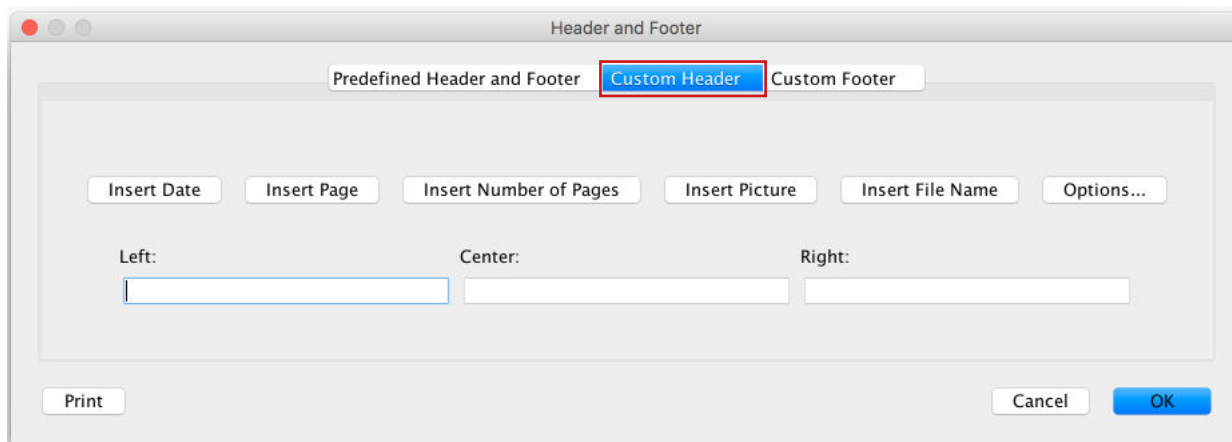 Header and Footer
Predefined Header and Footer Custom Header Custom Footer
Insert Date Insert Page Insert Number of Pages Insert Picture Insert File Name Options...
Left: Center: Right:
Print Cancel OK